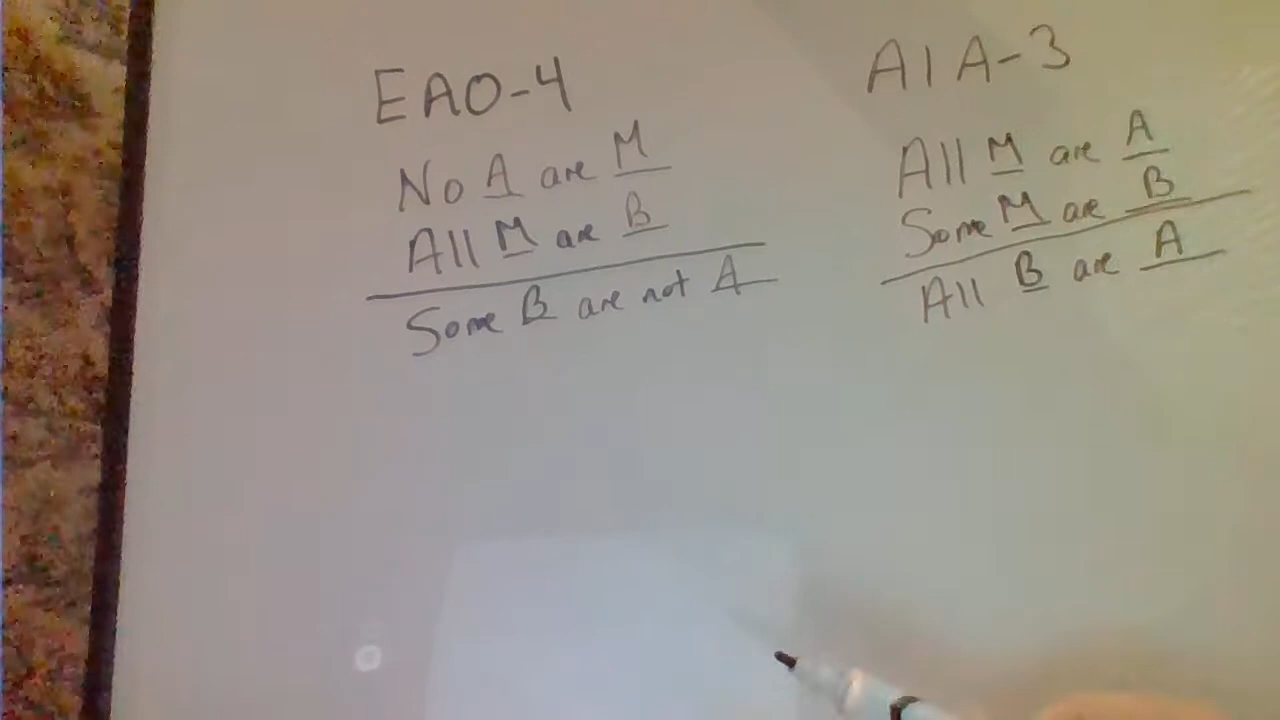 EAO-4
No A are M
All M are B
Some B are not A
AIA-3
All M are A
Some M are B
All B are A